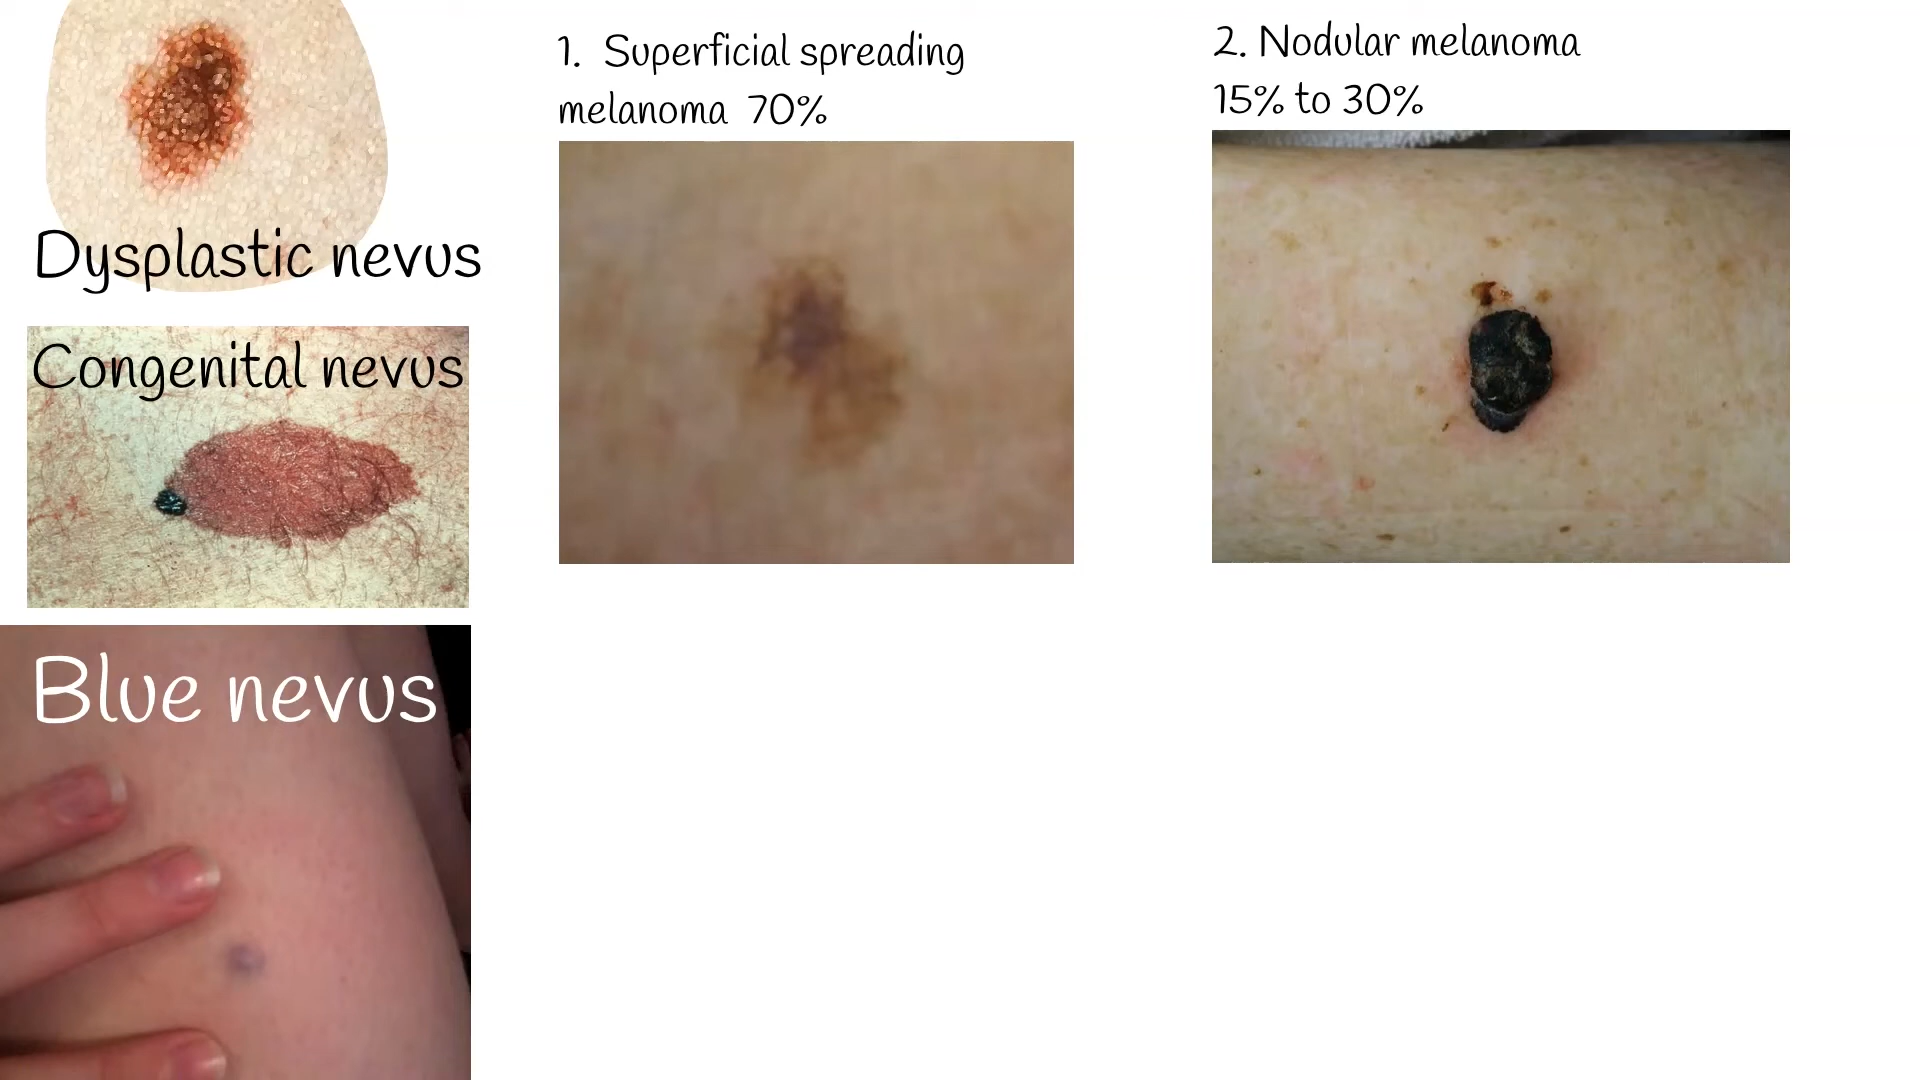 Dysplastic nevus
Congenital nevus
Blue nevus
1. Superficial spreading
melanoma 70%
2. Nodular melanoma
15% to 30%